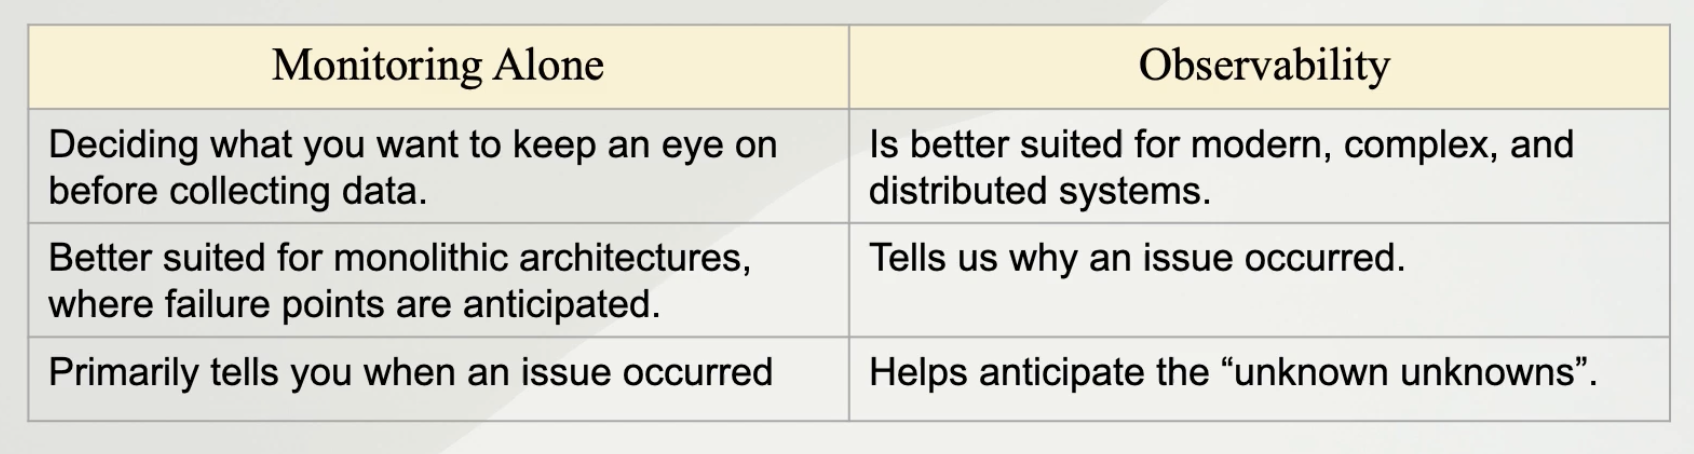 Monitoring Alone
Observability
Deciding what you want to keep an eye on
before collecting data.
Is better suited for modern, complex, and
distributed systems.
Better suited for monolithic architectures,
where failure points are anticipated.
Tells us why an issue occurred.
Primarily tells you when an issue occurred
Helps anticipate the “unknown unknowns”.